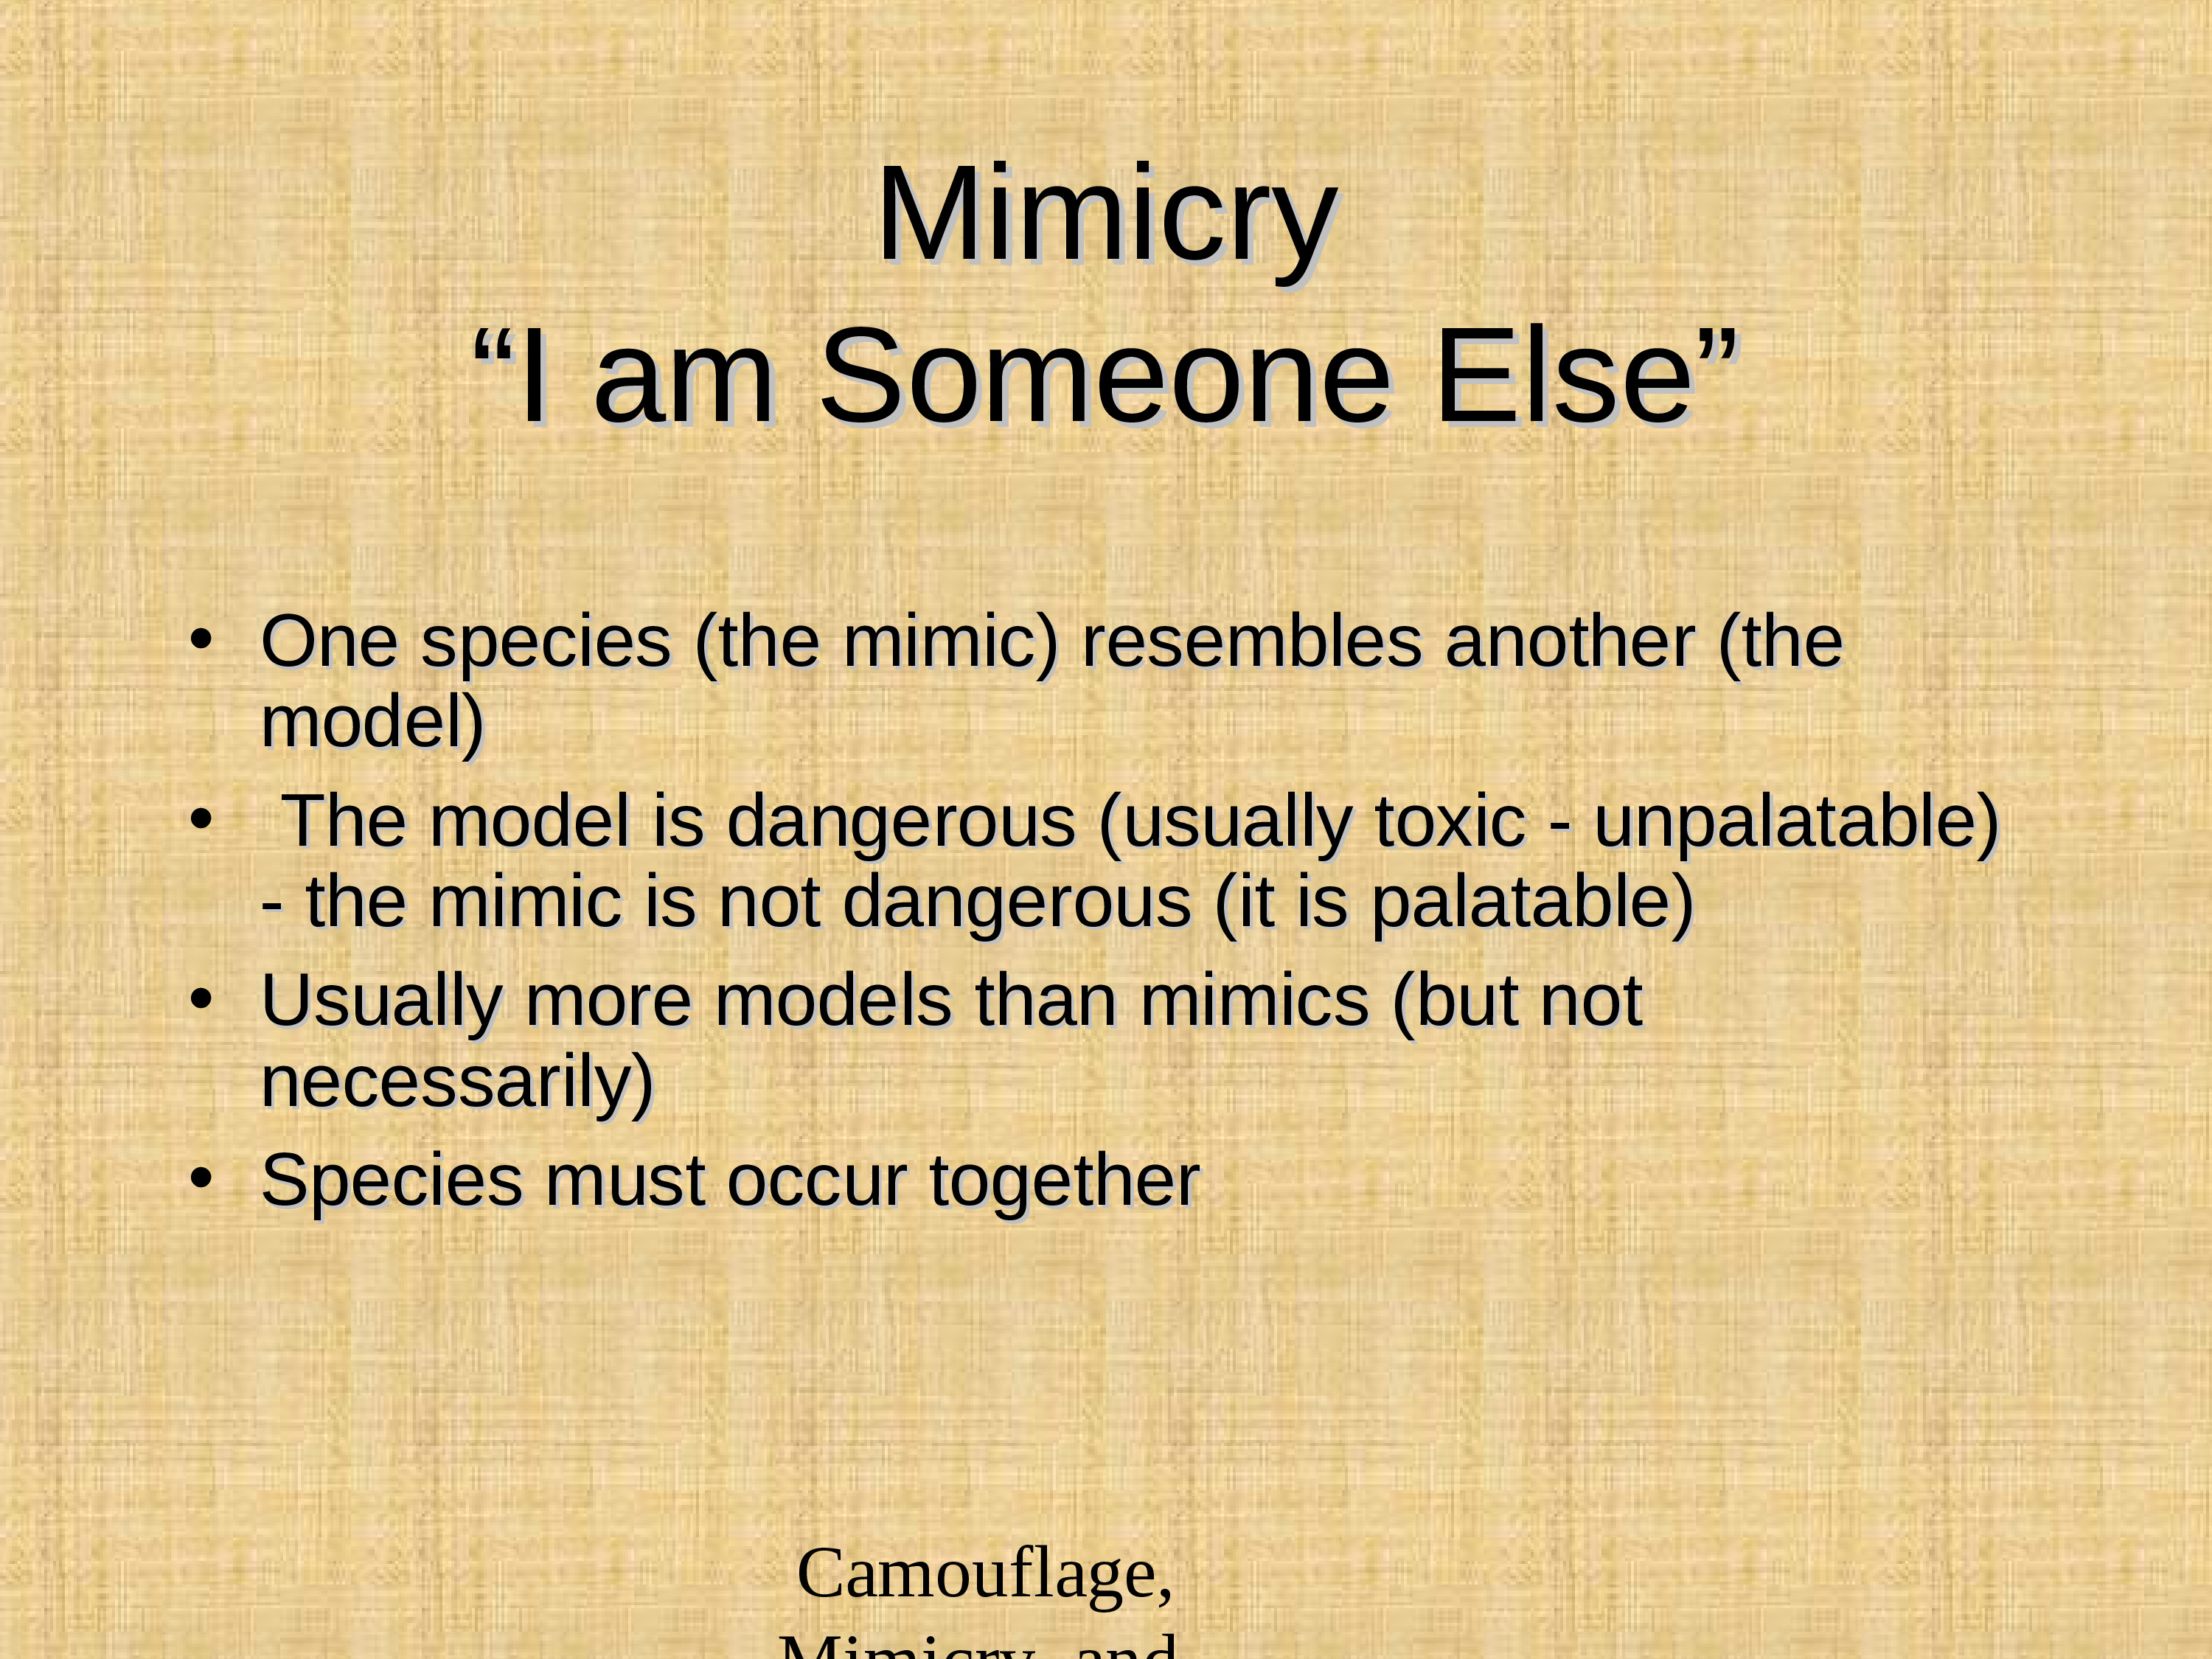 Mimicry
“I am Someone Else”
• One species (the mimic) resembles another (the
model)
• The model is dangerous (usually toxic - unpalatable)
- the mimic is not dangerous (it is palatable)
• Usually more models than mimics (but not
necessarily)
• Species must occur together
Camouflage,
Mimicry, and